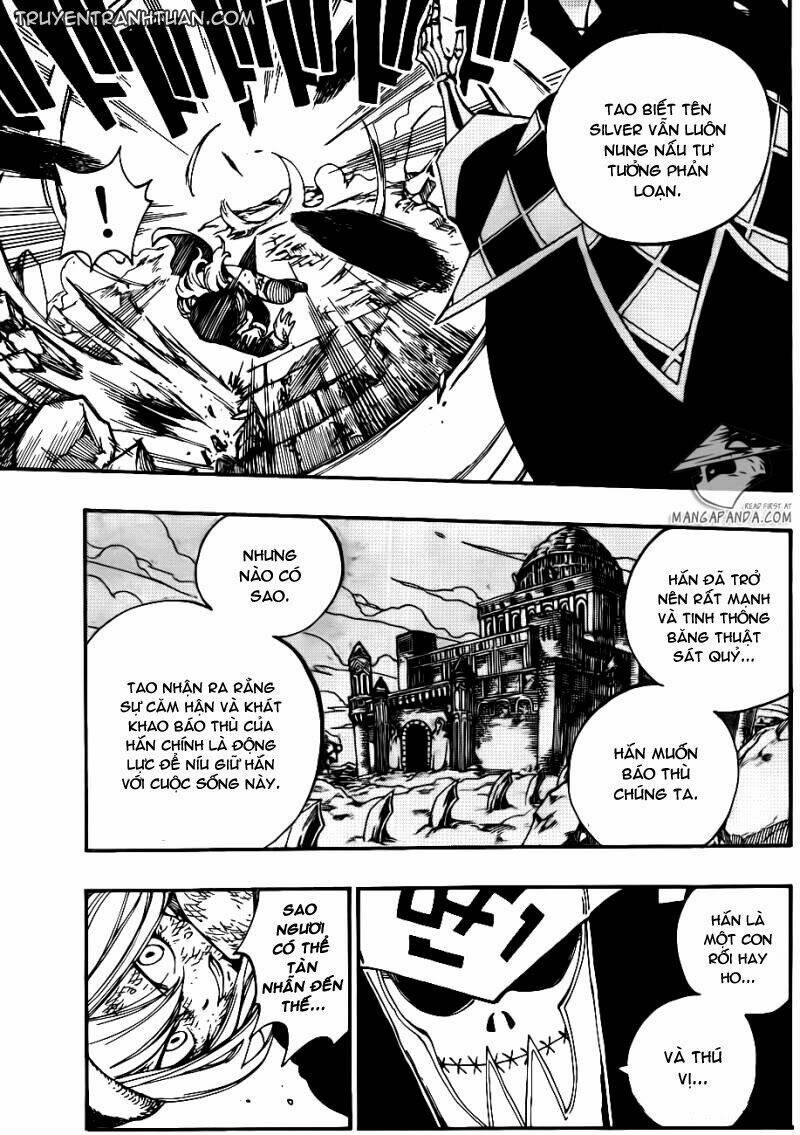 TRUYENTRANHTUAN.COM
TAO BIẾT TÊN
SILVER VẪN LUÔN
NUNG NẤU TƯ
TƯỞNG PHẢN
LOẠN.
!
READ FIRST AT
MANGAPANDA.COM
HẮN ĐÃ TRỞ
NÊN RẤT MẠNH
VÀ TINH THÔNG
BĂNG THUẬT
SÁT QUỶ...
HẮN MUỐN
BÁO THÙ
CHÚNG TA.
NHƯNG
NÀO CÓ
SAO.
TAO NHẬN RA RẰNG
SỰ CĂM HẬN VÀ KHÁT
KHAO BÁO THÙ CỦA
HẮN CHÍNH LÀ ĐỘNG
LỰC ĐỂ NÍU GIỮ HẮN
VỚI CUỘC SỐNG NÀY.
HẮN LÀ
MỘT CON
RỐI HAY
HO...
VÀ THÚ
VỊ...
SAO
NGƯƠI
CÓ THỂ
TÀN
NHẪN ĐẾN
THẾ...